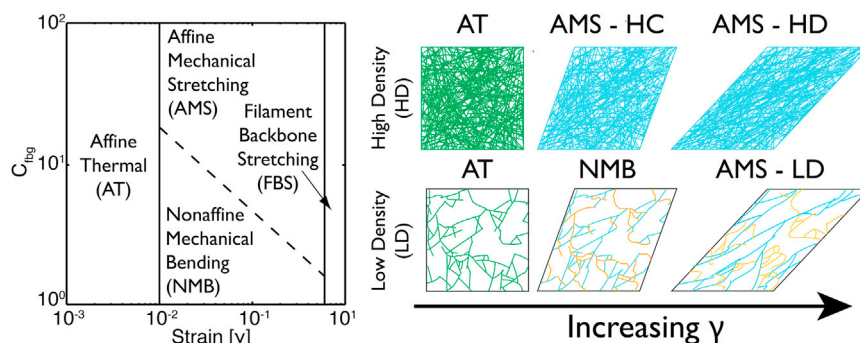 10²
10¹
10⁰
C_fbg
Affine
Mechanical
Stretching
(AMS)
Affine
Thermal
(AT)
Filament
Backbone
Stretching
(FBS)
Nonaffine
Mechanical
Bending
(NMB)
10⁻³ 10⁻² 10⁻¹ 10¹
Strain [γ]
AT AMS - HC AMS - HD
High Density
(HD)
AT NMB AMS - LD
Low Density
(LD)
Increasing γ